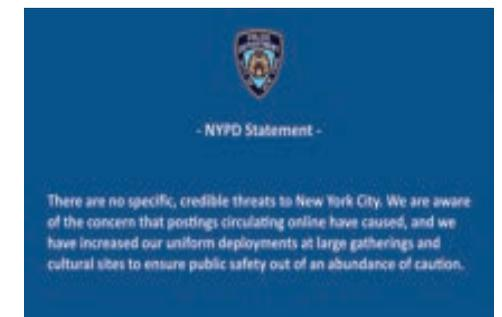 - NYPD Statement -
There are no specific, credible threats to New York City. We are aware
of the concern that postings circulating online have caused, and we
have increased our uniform deployments at large gatherings and
cultural sites to ensure public safety out of an abundance of caution.